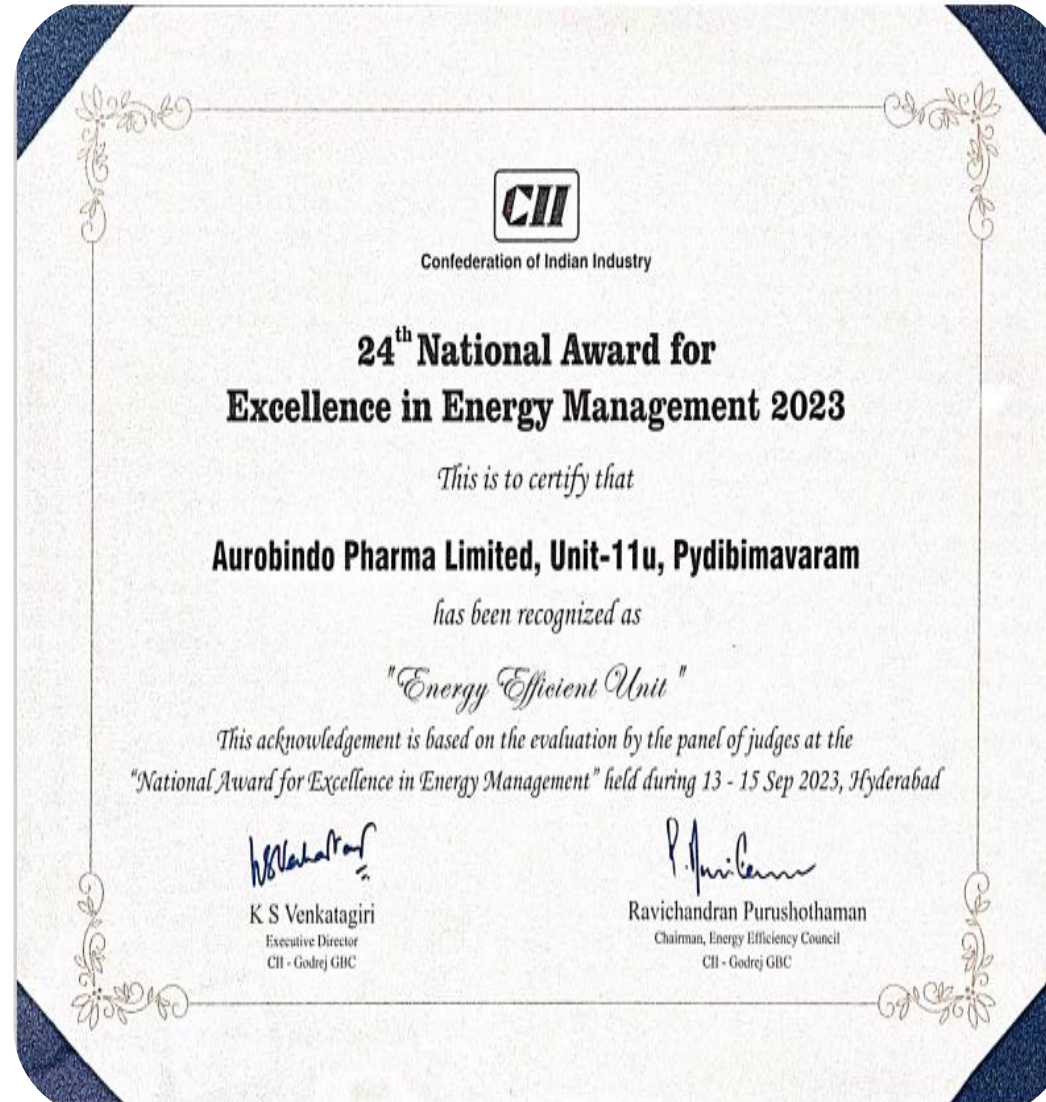 CII
Confederation of Indian Industry
24th National Award for
Excellence in Energy Management 2023
This is to certify that
Aurobindo Pharma Limited, Unit-11u, Pydibimavaram
has been recognized as
"Energy Efficient Unit "
This acknowledgement is based on the evaluation by the panel of judges at the
“National Award for Excellence in Energy Management” held during 13 - 15 Sep 2023, Hyderabad
K S Venkatagiri
Executive Director
CII - Godrej GBC
Ravichandran Purushothaman
Chairman, Energy Efficiency Council
CII - Godrej GBC